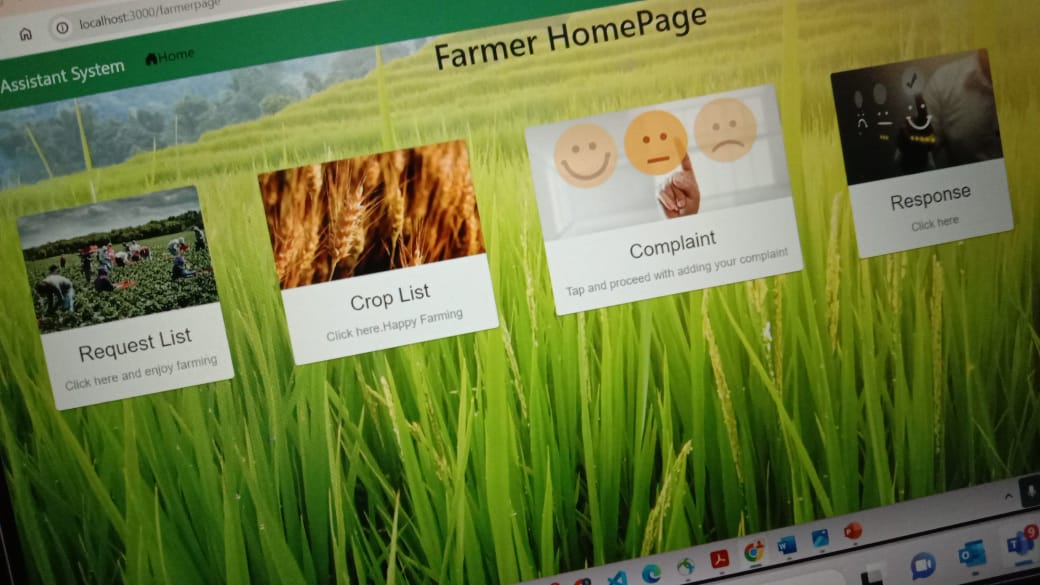 localhost:3000/farmerpage
Assistant System
Home
Farmer HomePage
Request List
Click here and enjoy farming
Crop List
Click here.Happy Farming
Complaint
Tap and proceed with adding your complaint
Response
Click here
9